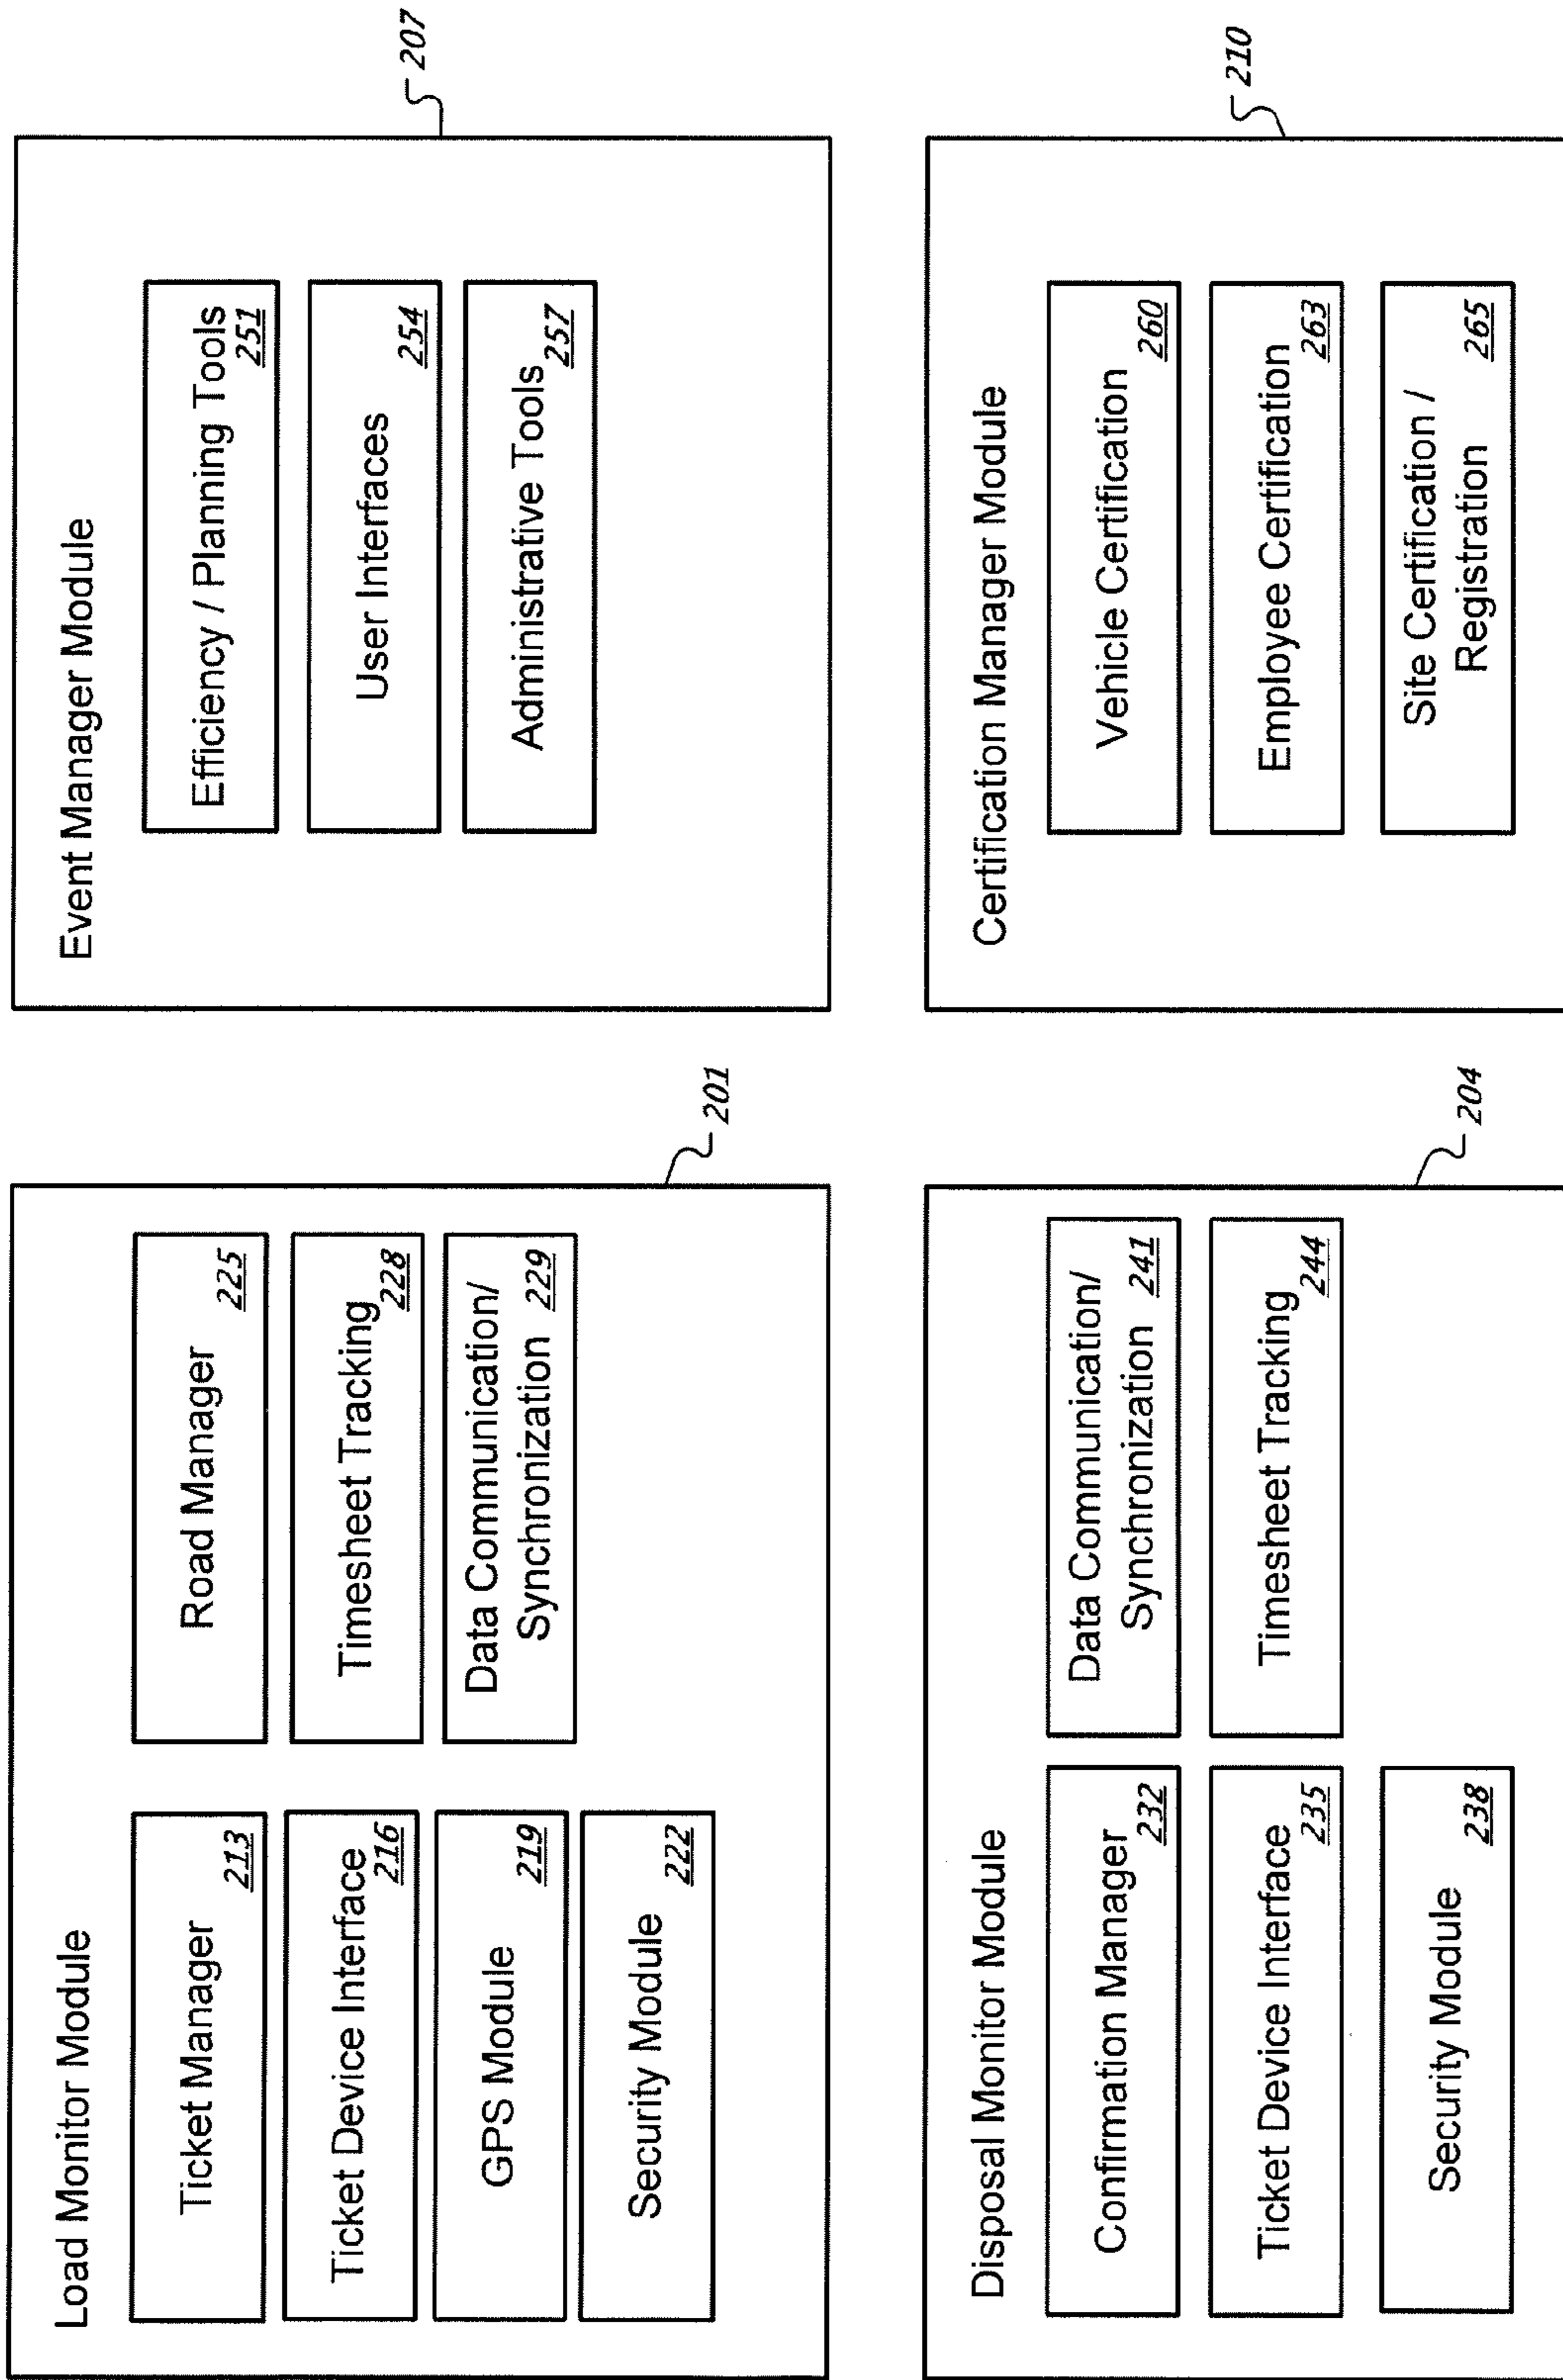 Load Monitor Module
Ticket Manager
213
Ticket Device Interface
216
GPS Module
219
Security Module
222
Road Manager
225
Timesheet Tracking
228
Data Communication/
Synchronization 229
201
Event Manager Module
Efficiency / Planning Tools
251
User Interfaces
254
Administrative Tools
257
207
Disposal Monitor Module
Confirmation Manager
232
Ticket Device Interface
235
Security Module
238
Data Communication/
Synchronization 241
Timesheet Tracking
244
204
Certification Manager Module
Vehicle Certification
260
Employee Certification
263
Site Certification /
Registration
265
210